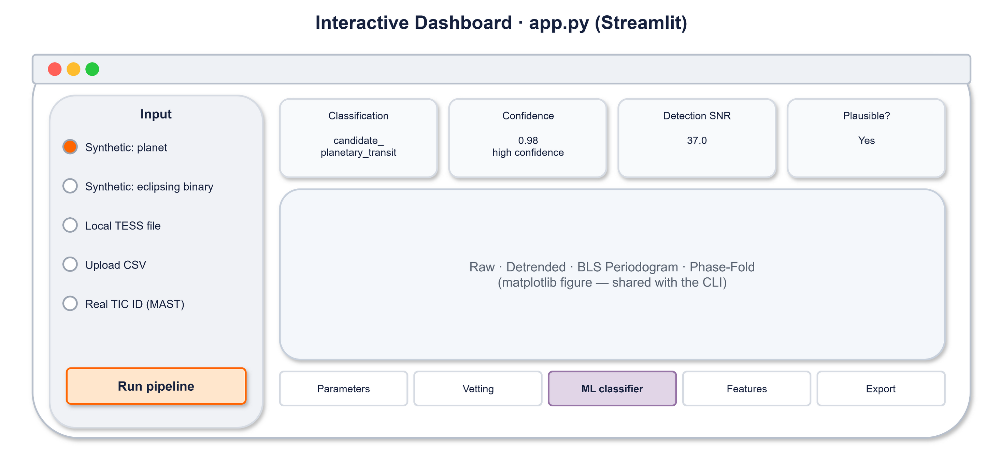 Interactive Dashboard · app.py (Streamlit)
Input
Synthetic: planet
Synthetic: eclipsing binary
Local TESS file
Upload CSV
Real TIC ID (MAST)
Run pipeline
Classification
candidate_
planetary_transit
Confidence
0.98
high confidence
Detection SNR
37.0
Plausible?
Yes
Raw · Detrended · BLS Periodogram · Phase-Fold
(matplotlib figure — shared with the CLI)
Parameters
Vetting
ML classifier
Features
Export